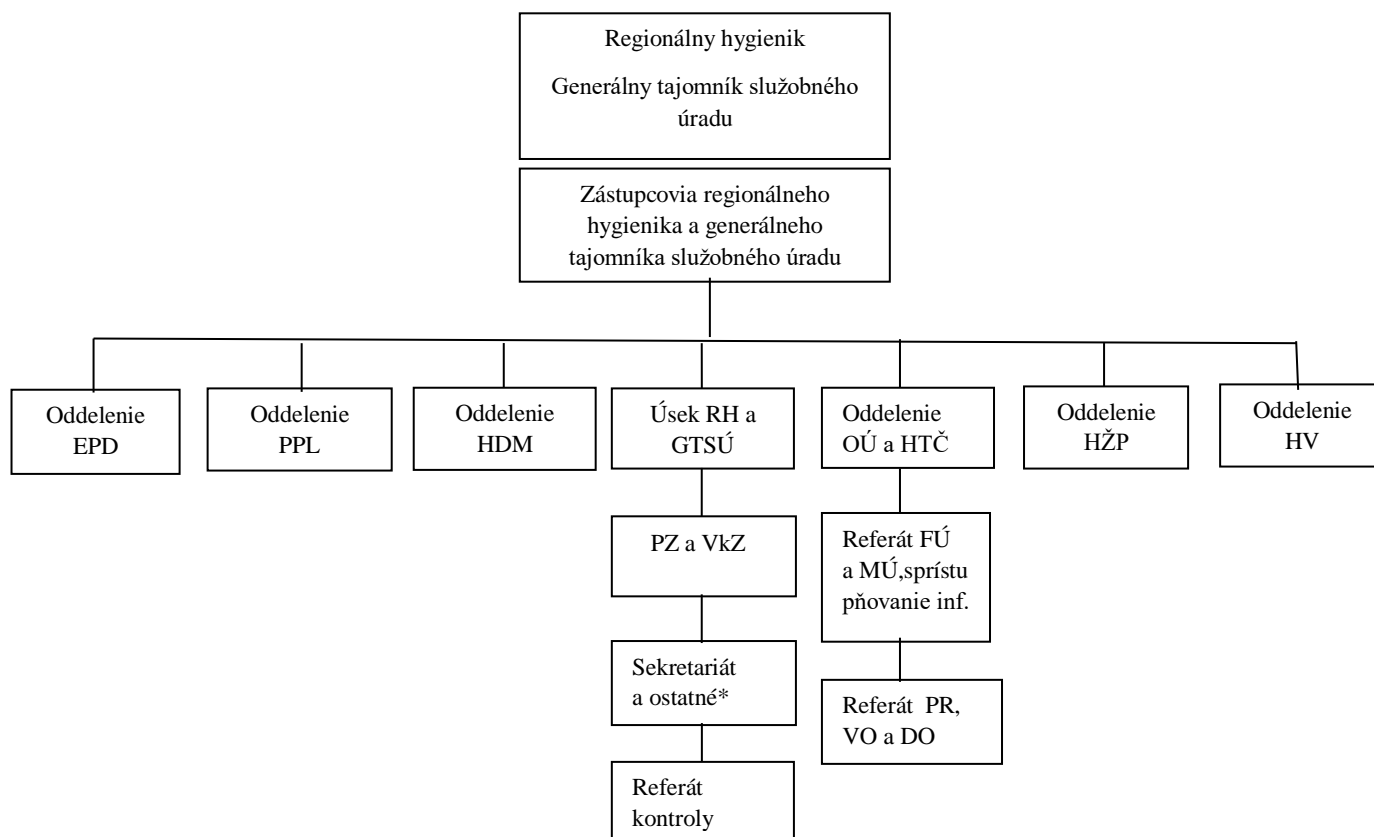 Regionálny hygienik
Generálny tajomník služobného
úradu
Zástupcovia regionálneho
hygienika a generálneho
tajomníka služobného úradu
Oddelenie
EPD
Oddelenie
PPL
Oddelenie
HDM
Úsek RH a
GTSÚ
Oddelenie
OÚ a HTČ
Oddelenie
HŽP
Oddelenie
HV
PZ a VkZ
Referát FÚ
a MÚ,sprístu
pňovanie inf.
Sekretariát
a ostatné*
Referát PR,
VO a DO
Referát
kontroly